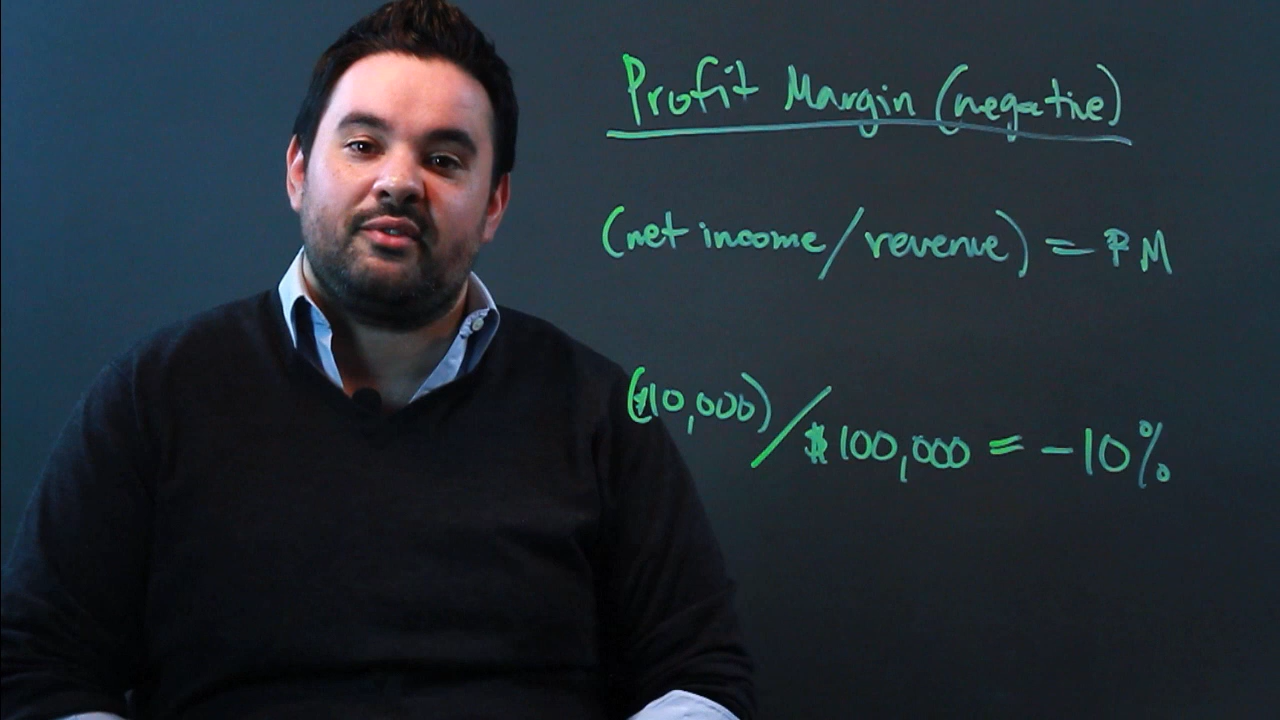 Profit Margin (negative)
(net income/revenue) = PM
($10,000)/$100,000 = -10%